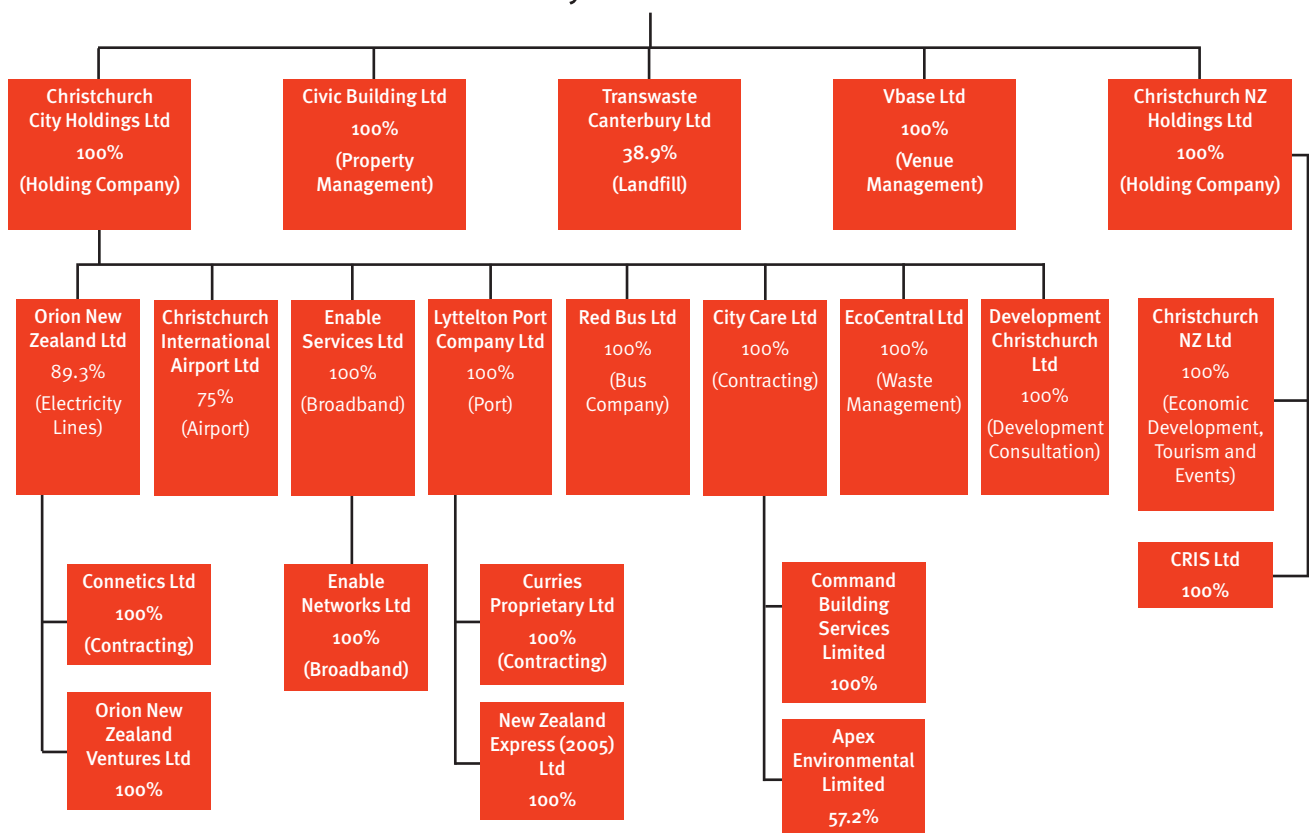 Christchurch
City Holdings Ltd
100%
(Holding Company)
Civic Building Ltd
100%
(Property
Management)
Transwaste
Canterbury Ltd
38.9%
(Landfill)
Vbase Ltd
100%
(Venue
Management)
Christchurch NZ
Holdings Ltd
100%
(Holding Company)
Orion New
Zealand Ltd
89.3%
(Electricity
Lines)
Christchurch
International
Airport Ltd
75%
(Airport)
Enable
Services Ltd
100%
(Broadband)
Lyttelton Port
Company Ltd
100%
(Port)
Red Bus Ltd
100%
(Bus
Company)
City Care Ltd
100%
(Contracting)
EcoCentral Ltd
100%
(Waste
Management)
Development
Christchurch
Ltd
100%
(Development
Consultation)
Christchurch
NZ Ltd
100%
(Economic
Development,
Tourism and
Events)
Connetics Ltd
100%
(Contracting)
Enable
Networks Ltd
100%
(Broadband)
Curries
Proprietary Ltd
100%
(Contracting)
Command
Building
Services
Limited
100%
CRIS Ltd
100%
Orion New
Zealand
Ventures Ltd
100%
New Zealand
Express (2005)
Ltd
100%
Apex
Environmental
Limited
57.2%